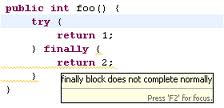 public int foo() {
try {
return 1;
} finally {
return 2;
}
}
finally block does not complete normally
Press 'F2' for focus.